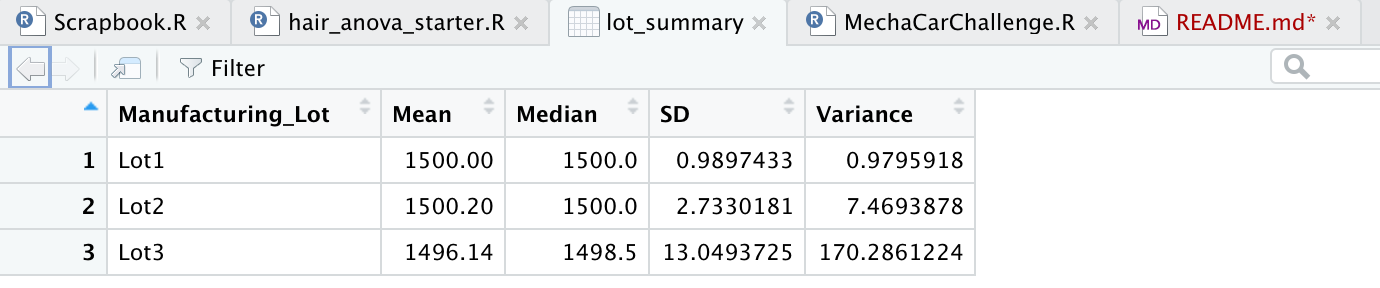 Scrapbook.R hair_anova_starter.R lot_summary MechaCarChallenge.R MD README.md*
Filter
Manufacturing_Lot Mean Median SD Variance
1 Lot1 1500.00 1500.0 0.9897433 0.9795918
2 Lot2 1500.20 1500.0 2.7330181 7.4693878
3 Lot3 1496.14 1498.5 13.0493725 170.2861224